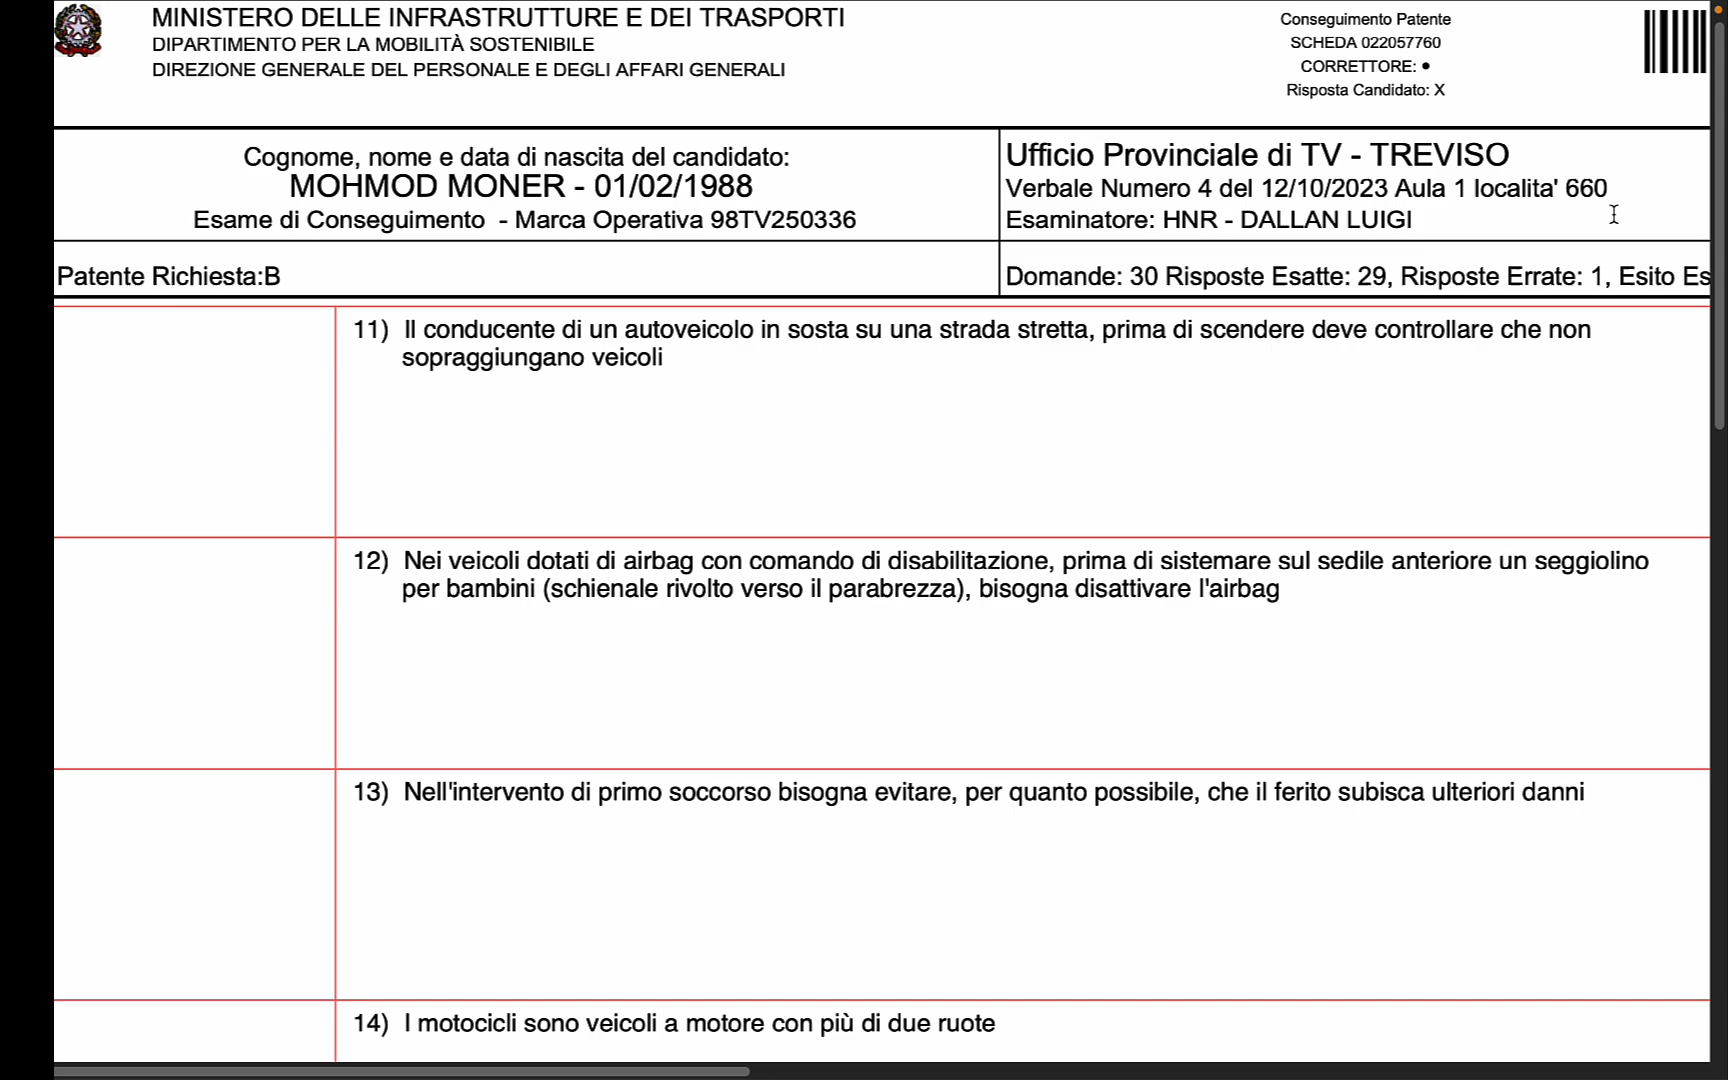 MINISTERO DELLE INFRASTRUTTURE E DEI TRASPORTI
DIPARTIMENTO PER LA MOBILITÀ SOSTENIBILE
DIREZIONE GENERALE DEL PERSONALE E DEGLI AFFARI GENERALI
Conseguimento Patente
SCHEDA 022057760
CORRETTORE: •
Risposta Candidato: X
Cognome, nome e data di nascita del candidato:
MOHMOD MONER - 01/02/1988
Esame di Conseguimento - Marca Operativa 98TV250336
Ufficio Provinciale di TV - TREVISO
Verbale Numero 4 del 12/10/2023 Aula 1 localita' 660
Esaminatore: HNR - DALLAN LUIGI
Patente Richiesta:B
Domande: 30 Risposte Esatte: 29, Risposte Errate: 1, Esito Es
11) Il conducente di un autoveicolo in sosta su una strada stretta, prima di scendere deve controllare che non
sopraggiungano veicoli
12) Nei veicoli dotati di airbag con comando di disabilitazione, prima di sistemare sul sedile anteriore un seggiolino
per bambini (schienale rivolto verso il parabrezza), bisogna disattivare l'airbag
13) Nell'intervento di primo soccorso bisogna evitare, per quanto possibile, che il ferito subisca ulteriori danni
14) I motocicli sono veicoli a motore con più di due ruote